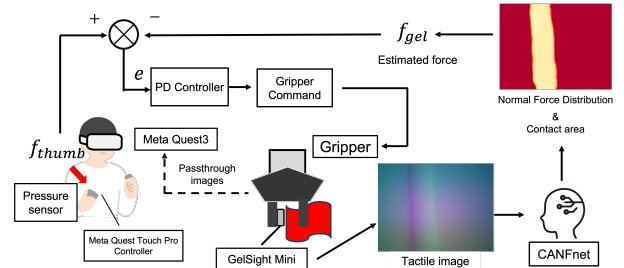 +
−
f_gel
Estimated force
e
PD Controller
Gripper
Command
Normal Force Distribution
&
Contact area
f_thumb
Meta Quest3
Passthrough
images
Gripper
Pressure
sensor
Meta Quest Touch Pro
Controller
GelSight Mini
Tactile image
CANFnet